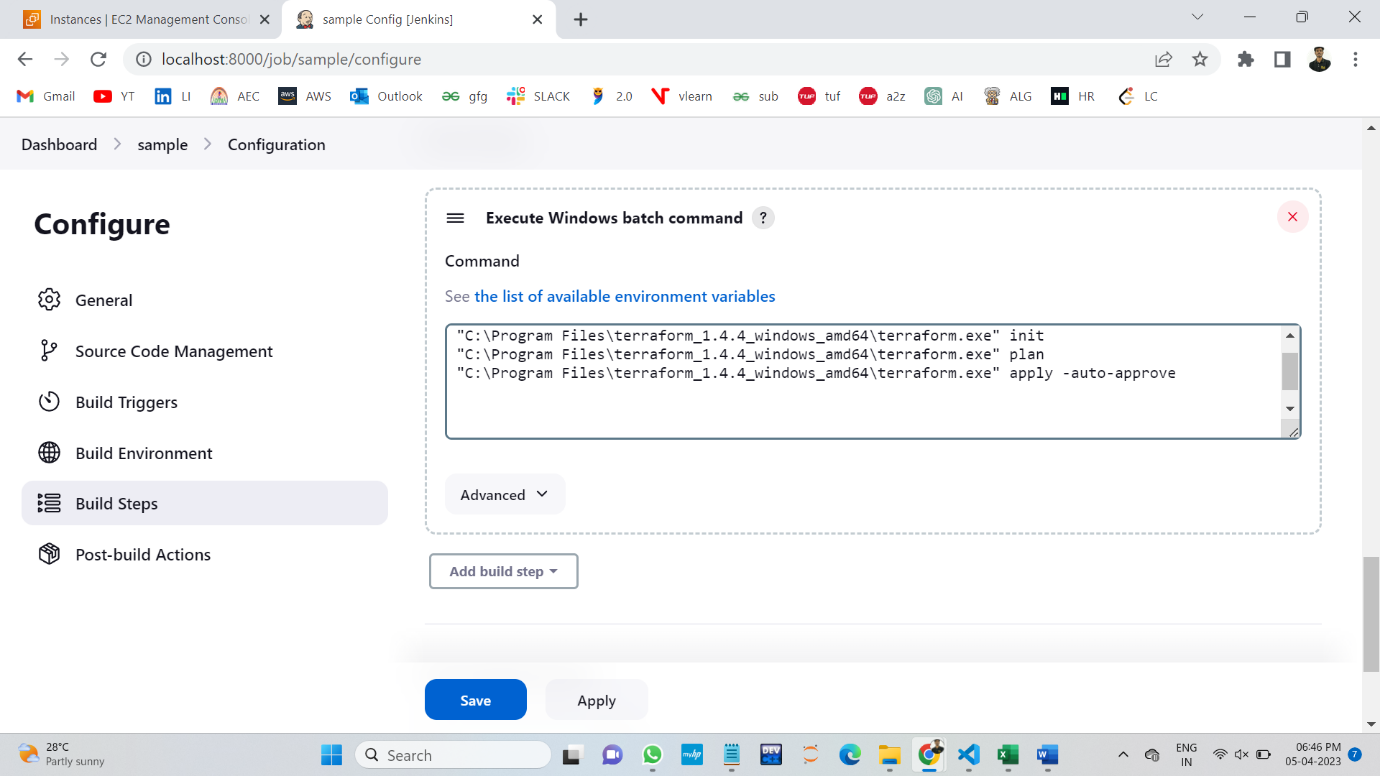 Instances | EC2 Management Conso
sample Config [Jenkins]
localhost:8000/job/sample/configure
Gmail YT LI AEC AWS Outlook gfg SLACK 2.0 vlearn sub tuf a2z AI ALG HR LC
Dashboard sample Configuration
Configure
General
Source Code Management
Build Triggers
Build Environment
Build Steps
Post-build Actions
Execute Windows batch command ?
Command
See the list of available environment variables
"C:\Program Files\terraform_1.4.4_windows_amd64\terraform.exe" init
"C:\Program Files\terraform_1.4.4_windows_amd64\terraform.exe" plan
"C:\Program Files\terraform_1.4.4_windows_amd64\terraform.exe" apply -auto-approve
Advanced
Add build step
Save Apply
28°C
Partly sunny
Search
ENG
IN
06:46 PM
05-04-2023
7